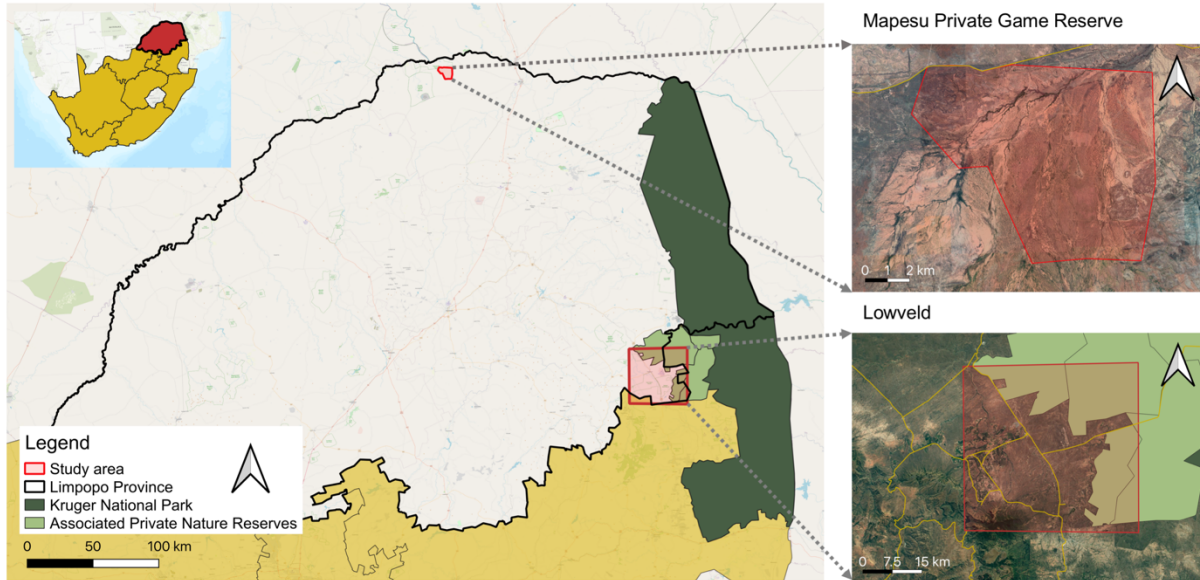 Mapesu Private Game Reserve
0 1 2 km
Lowveld
0 7.5 15 km
Legend
Study area
Limpopo Province
Kruger National Park
Associated Private Nature Reserves
0 50 100 km